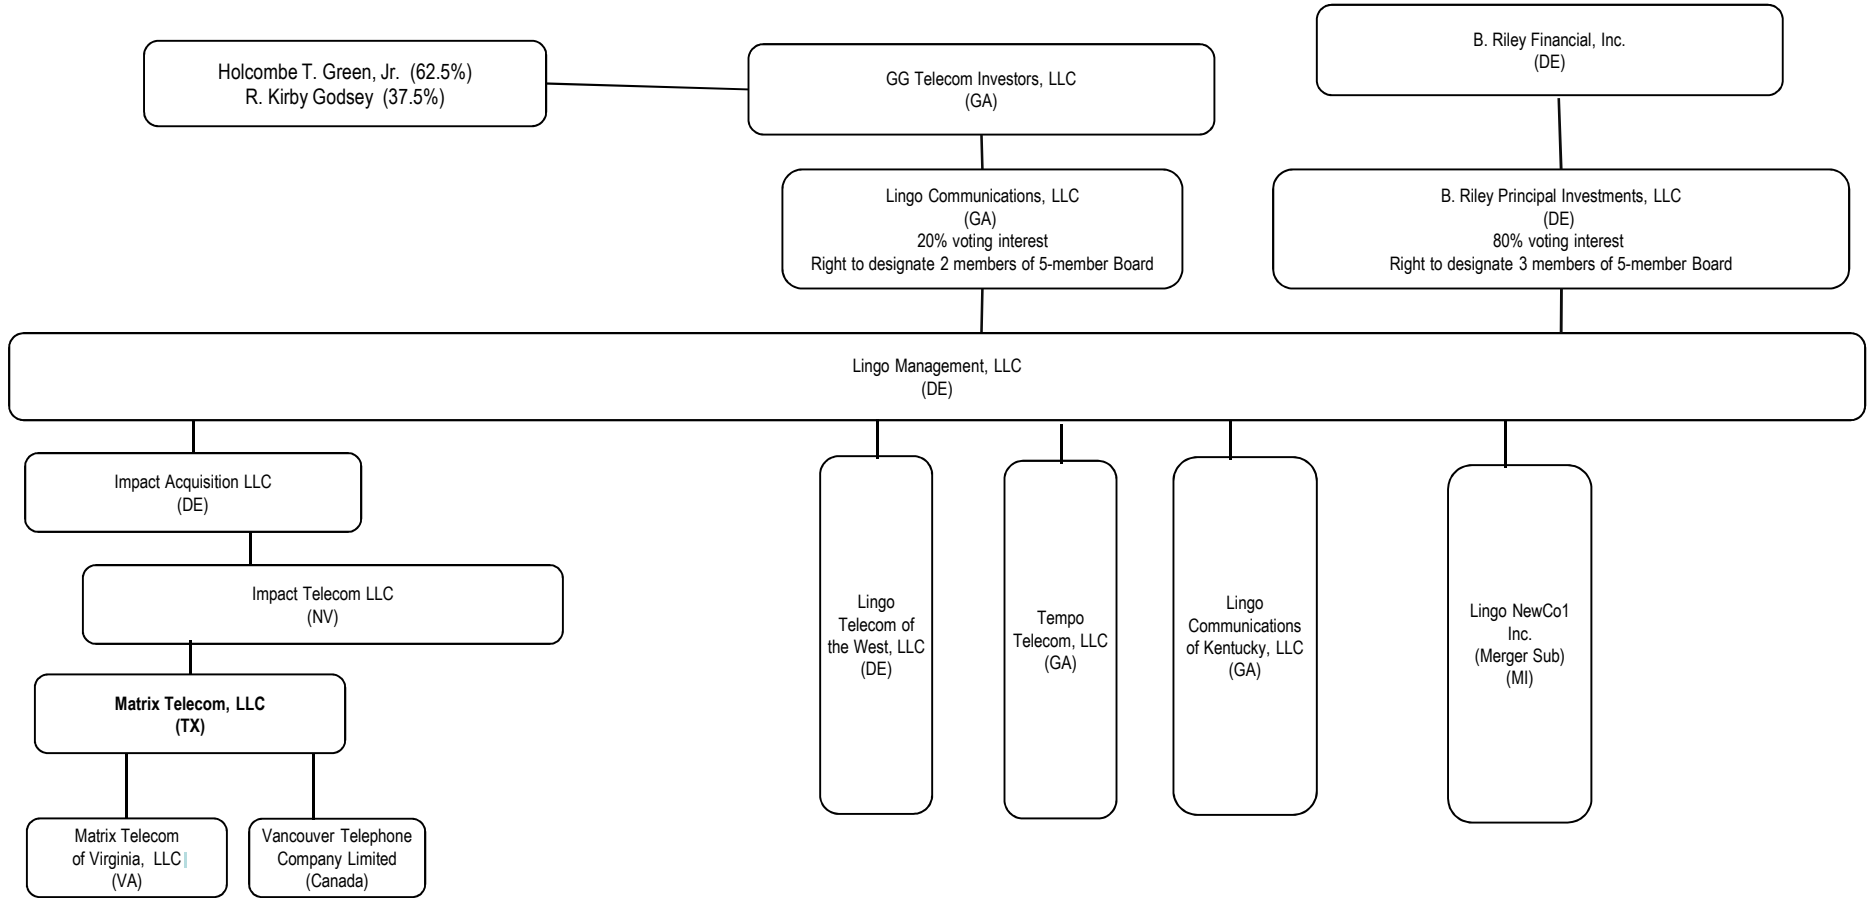 Holcombe T. Green, Jr. (62.5%)
R. Kirby Godsey (37.5%)
GG Telecom Investors, LLC
(GA)
B. Riley Financial, Inc.
(DE)
Lingo Communications, LLC
(GA)
20% voting interest
Right to designate 2 members of 5-member Board
B. Riley Principal Investments, LLC
(DE)
80% voting interest
Right to designate 3 members of 5-member Board
Lingo Management, LLC
(DE)
Impact Acquisition LLC
(DE)
Impact Telecom LLC
(NV)
Matrix Telecom, LLC
(TX)
Matrix Telecom
of Virginia, LLC
(VA)
Vancouver Telephone
Company Limited
(Canada)
Lingo
Telecom of
the West, LLC
(DE)
Tempo
Telecom, LLC
(GA)
Lingo
Communications
of Kentucky, LLC
(GA)
Lingo NewCo1
Inc.
(Merger Sub)
(MI)